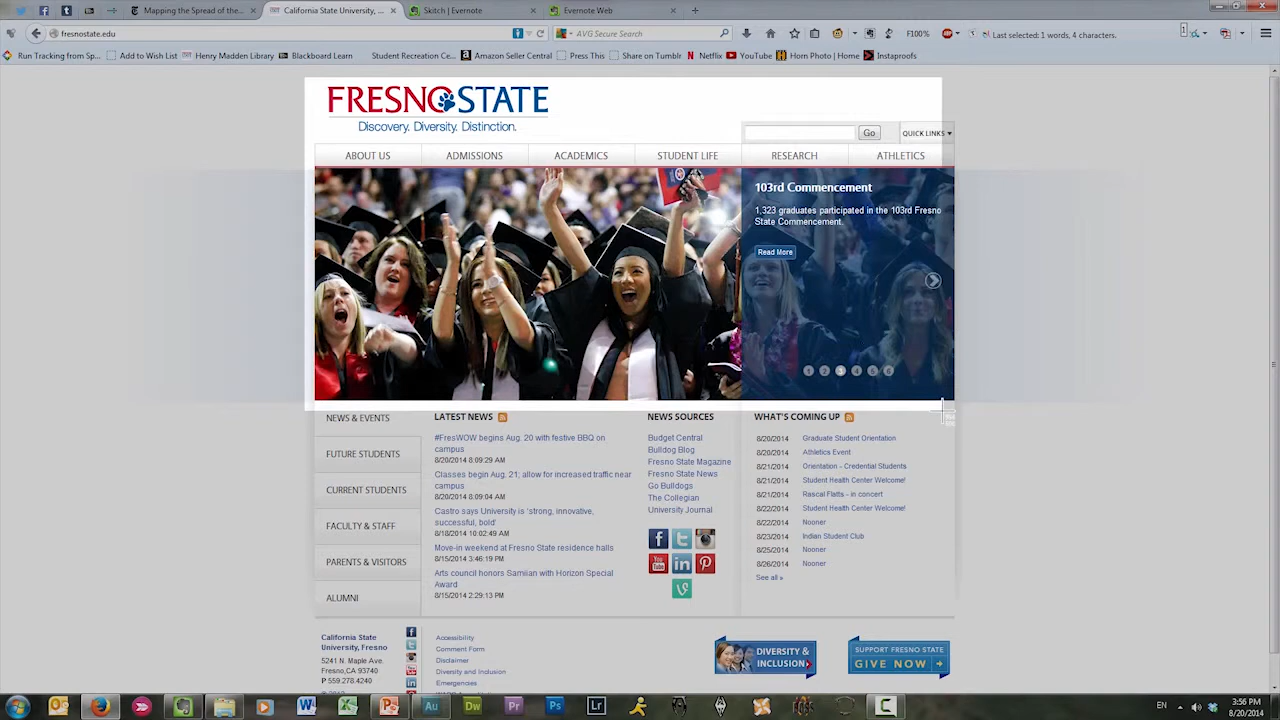 Mapping the Spread of the...
California State University, ...
Skitch | Evernote
Evernote Web
fresnostate.edu
AVG Secure Search
F100%
Last selected: 1 words, 4 characters.
Run Tracking from Sp...
Add to Wish List
Henry Madden Library
Blackboard Learn
Student Recreation Ce...
Amazon Seller Central
Press This
Share on Tumblr
Netflix
YouTube
Horn Photo | Home
Instaproofs
FRESNO STATE
Discovery. Diversity. Distinction.
Go
QUICK LINKS
ABOUT US
ADMISSIONS
ACADEMICS
STUDENT LIFE
RESEARCH
ATHLETICS
103rd Commencement
1,323 graduates participated in the 103rd Fresno
State Commencement.
Read More
1 2 3 4 5 6
NEWS & EVENTS
FUTURE STUDENTS
CURRENT STUDENTS
FACULTY & STAFF
PARENTS & VISITORS
ALUMNI
LATEST NEWS
#FresWOW begins Aug. 20 with festive BBQ on
campus
8/20/2014 8:09:29 AM
Classes begin Aug. 21; allow for increased traffic near
campus
8/20/2014 8:09:04 AM
Castro says University is 'strong, innovative,
successful, bold'
8/18/2014 10:02:49 AM
Move-in weekend at Fresno State residence halls
8/15/2014 3:46:19 PM
Arts council honors Samiian with Horizon Special
Award
8/15/2014 2:29:13 PM
NEWS SOURCES
Budget Central
Bulldog Blog
Fresno State Magazine
Fresno State News
Go Bulldogs
The Collegian
University Journal
WHAT'S COMING UP
8/20/2014 Graduate Student Orientation
8/20/2014 Athletics Event
8/21/2014 Orientation - Credential Students
8/21/2014 Student Health Center Welcome!
8/21/2014 Rascal Flatts - in concert
8/22/2014 Student Health Center Welcome!
8/22/2014 Nooner
8/23/2014 Indian Student Club
8/25/2014 Nooner
8/26/2014 Nooner
See all »
California State
University, Fresno
5241 N. Maple Ave.
Fresno,CA 93740
P 559.278.4240
Accessibility
Comment Form
Disclaimer
Diversity and Inclusion
Emergencies
DIVERSITY &
INCLUSION
SUPPORT FRESNO STATE
GIVE NOW
EN
3:56 PM
8/20/2014